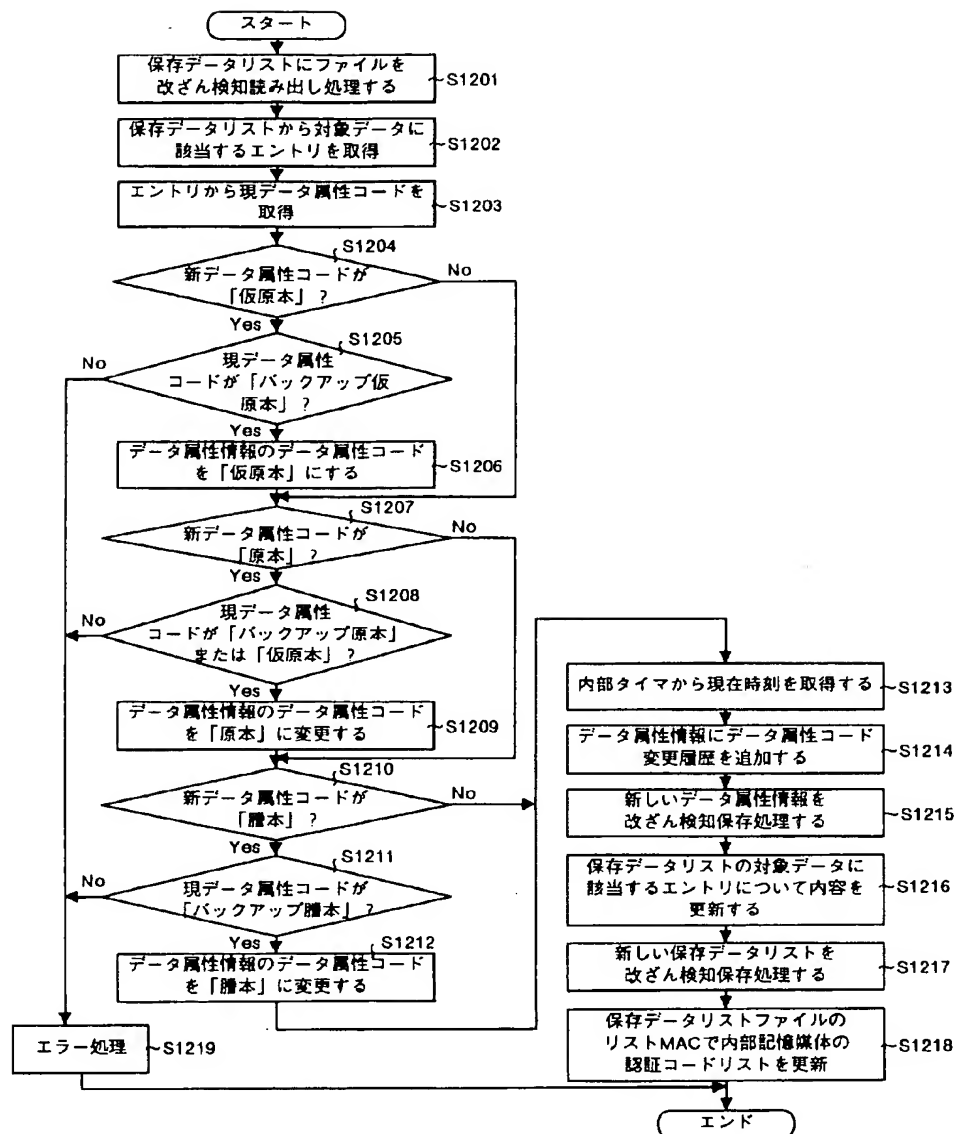 スタート
保存データリストにファイルを
改ざん検知読み出し処理する
S1201
保存データリストから対象データに
該当するエントリを取得
S1202
エントリから現データ属性コードを
取得
S1203
S1204
新データ属性コードが
「仮原本」？
No
Yes
S1205
現データ属性
コードが「バックアップ仮
原本」？
No
Yes
データ属性情報のデータ属性コード
を「仮原本」にする
S1206
S1207
新データ属性コードが
「原本」？
No
Yes
S1208
現データ属性
コードが「バックアップ原本」
または「仮原本」？
No
Yes
データ属性情報のデータ属性コード
を「原本」に変更する
S1209
S1210
新データ属性コードが
「謄本」？
No
Yes
S1211
現データ属性コードが
「バックアップ謄本」？
No
Yes
S1212
データ属性情報のデータ属性コード
を「謄本」に変更する
エラー処理
S1219
内部タイマから現在時刻を取得する
S1213
データ属性情報にデータ属性コード
変更履歴を追加する
S1214
新しいデータ属性情報を
改ざん検知保存処理する
S1215
保存データリストの対象データに
該当するエントリについて内容を
更新する
S1216
新しい保存データリストを
改ざん検知保存処理する
S1217
保存データリストファイルの
リストMACで内部記憶媒体の
認証コードリストを更新
S1218
エンド